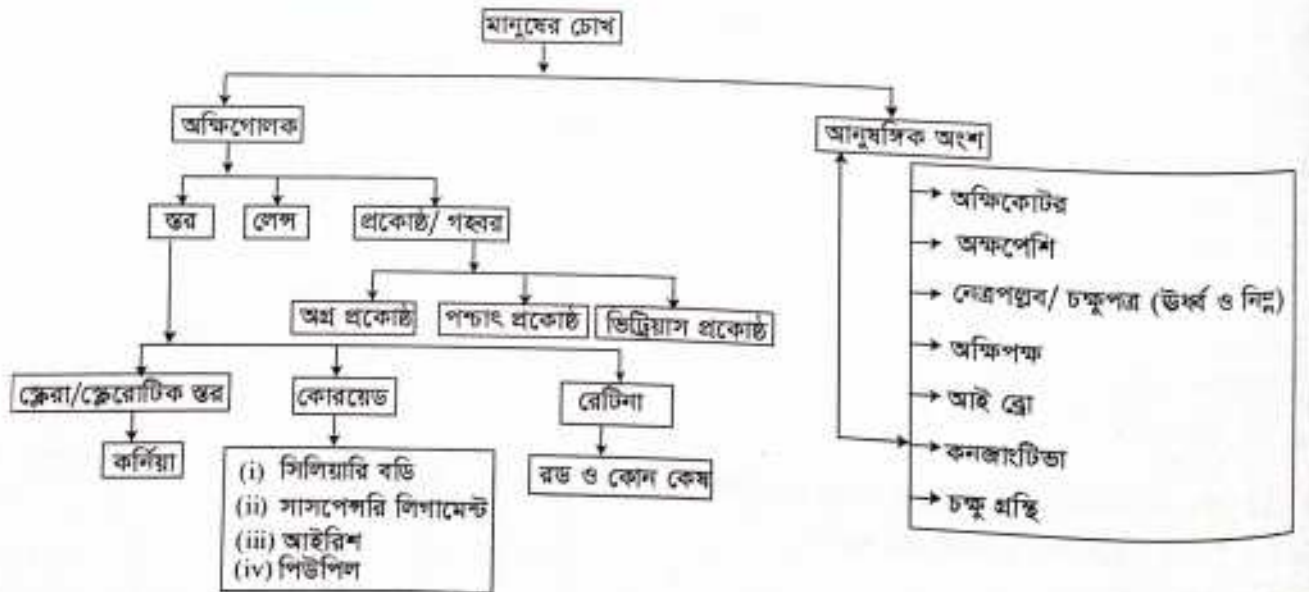 মানুষের চোখ
অক্ষিগোলক
আনুষঙ্গিক অংশ
স্তর
লেন্স
প্রকোষ্ঠ/ গহ্বর
অগ্র প্রকোষ্ঠ
পশ্চাৎ প্রকোষ্ঠ
ভিট্রিয়াস প্রকোষ্ঠ
স্ক্লেরা/স্ক্লেরোটিক স্তর
কোরয়েড
রেটিনা
কর্নিয়া
(i) সিলিয়ারি বডি
(ii) সাসপেন্সরি লিগামেন্ট
(iii) আইরিশ
(iv) পিউপিল
রড ও কোন কোষ
অক্ষিকোটর
অক্ষপেশি
নেত্রপল্লব/ চক্ষুপত্র (ঊর্ধ্ব ও নিম্ন)
অক্ষিপক্ষ
আই ব্রো
কনজাংটিভা
চক্ষু গ্রন্থি